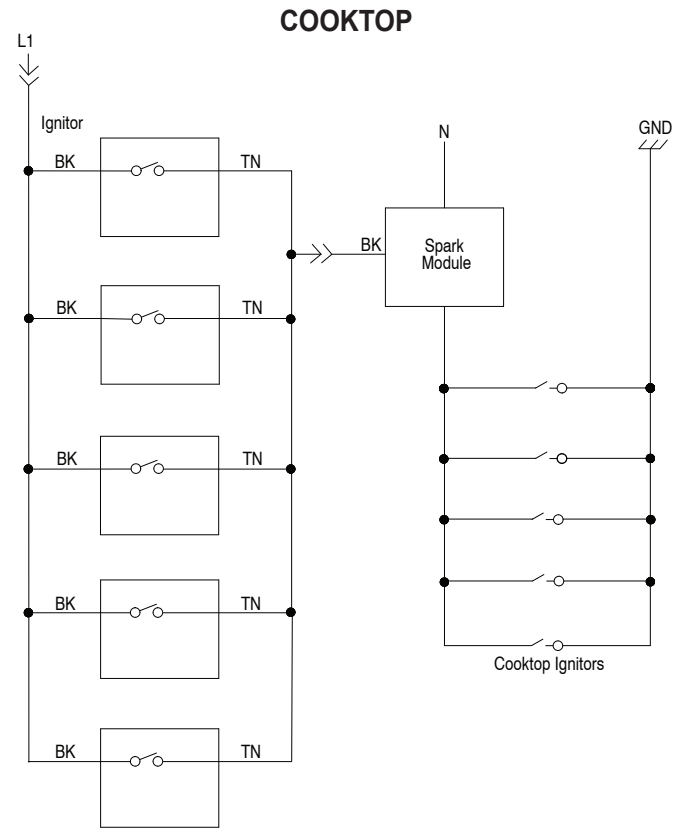 COOKTOP
L1
Ignitor
N
GND
BK
TN
BK
Spark
Module
BK
TN
BK
TN
BK
TN
Cooktop Ignitors
BK
TN